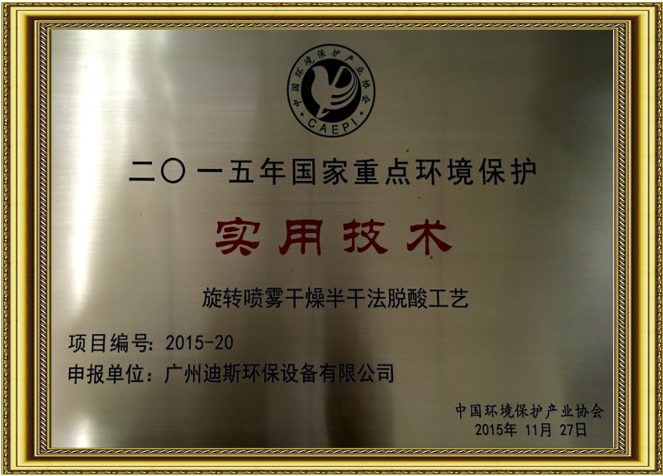 中国环境保护产业协会
CAEPI
二〇一五年国家重点环境保护
实用技术
旋转喷雾干燥半干法脱酸工艺
项目编号：2015-20
申报单位：广州迪斯环保设备有限公司
中国环境保护产业协会
2015年 11月 27日